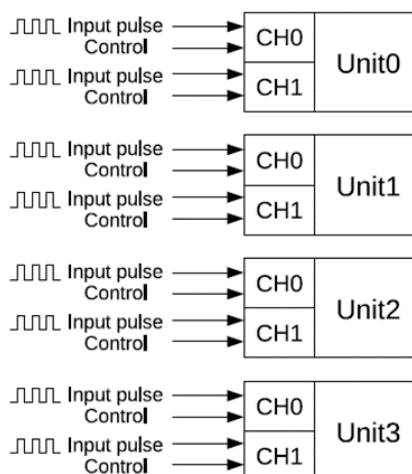 Input pulse
Control
CH0
Input pulse
Control
CH1
Unit0
Input pulse
Control
CH0
Input pulse
Control
CH1
Unit1
Input pulse
Control
CH0
Input pulse
Control
CH1
Unit2
Input pulse
Control
CH0
Input pulse
Control
CH1
Unit3